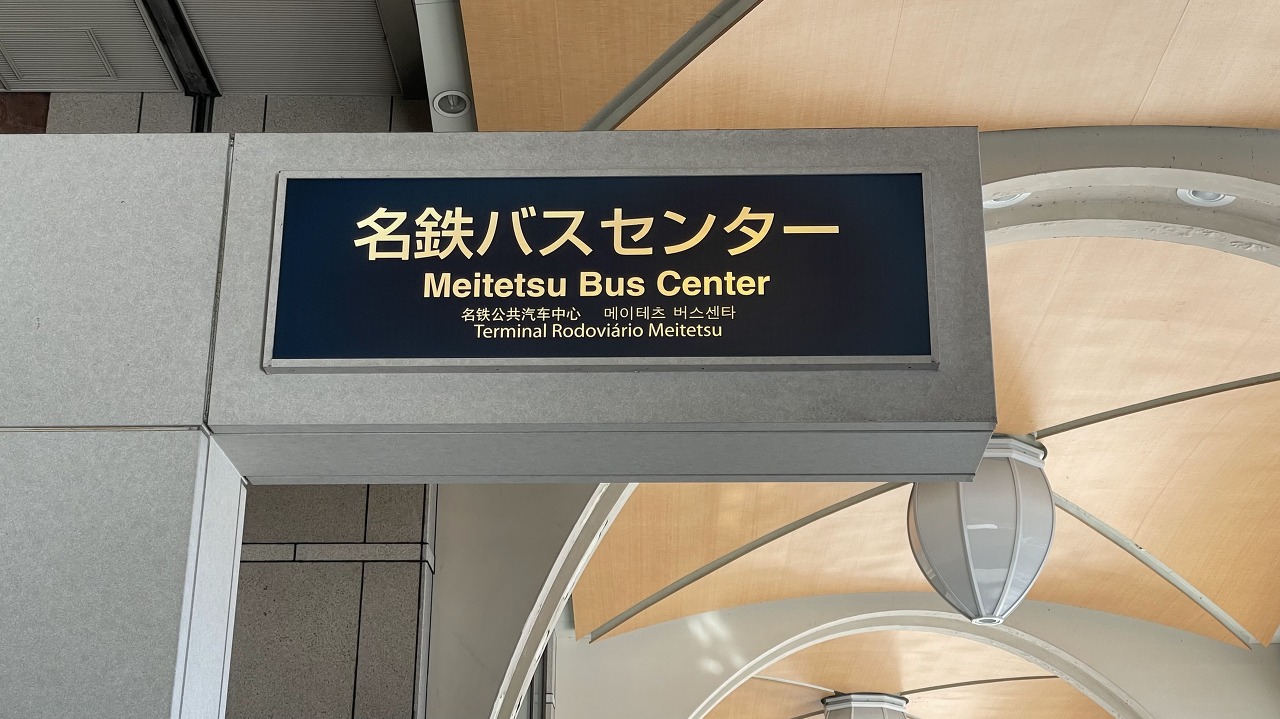 名鉄バスセンター
Meitetsu Bus Center
名铁公共汽车中心　메이테츠 버스센타
Terminal Rodoviário Meitetsu